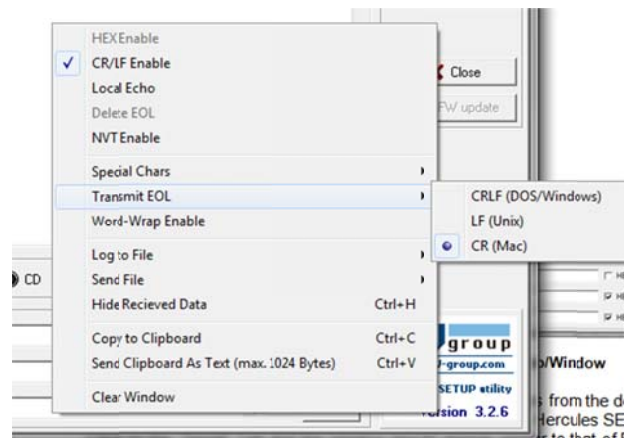 HEX Enable
CR/LF Enable
Close
Local Echo
Delete EOL
FW update
NVT Enable
Special Chars
Transmit EOL
CRLF (DOS/Windows)
Word-Wrap Enable
LF (Unix)
CR (Mac)
Log to File
CD
Send File
Hide Recieved Data Ctrl+H
Copy to Clipboard Ctrl+C
group
Send Clipboard As Text (max. 1024 Bytes) Ctrl+V
-group.com
/Window
SETUP utility
Clear Window
from the
Version 3.2.6
Hercules SE